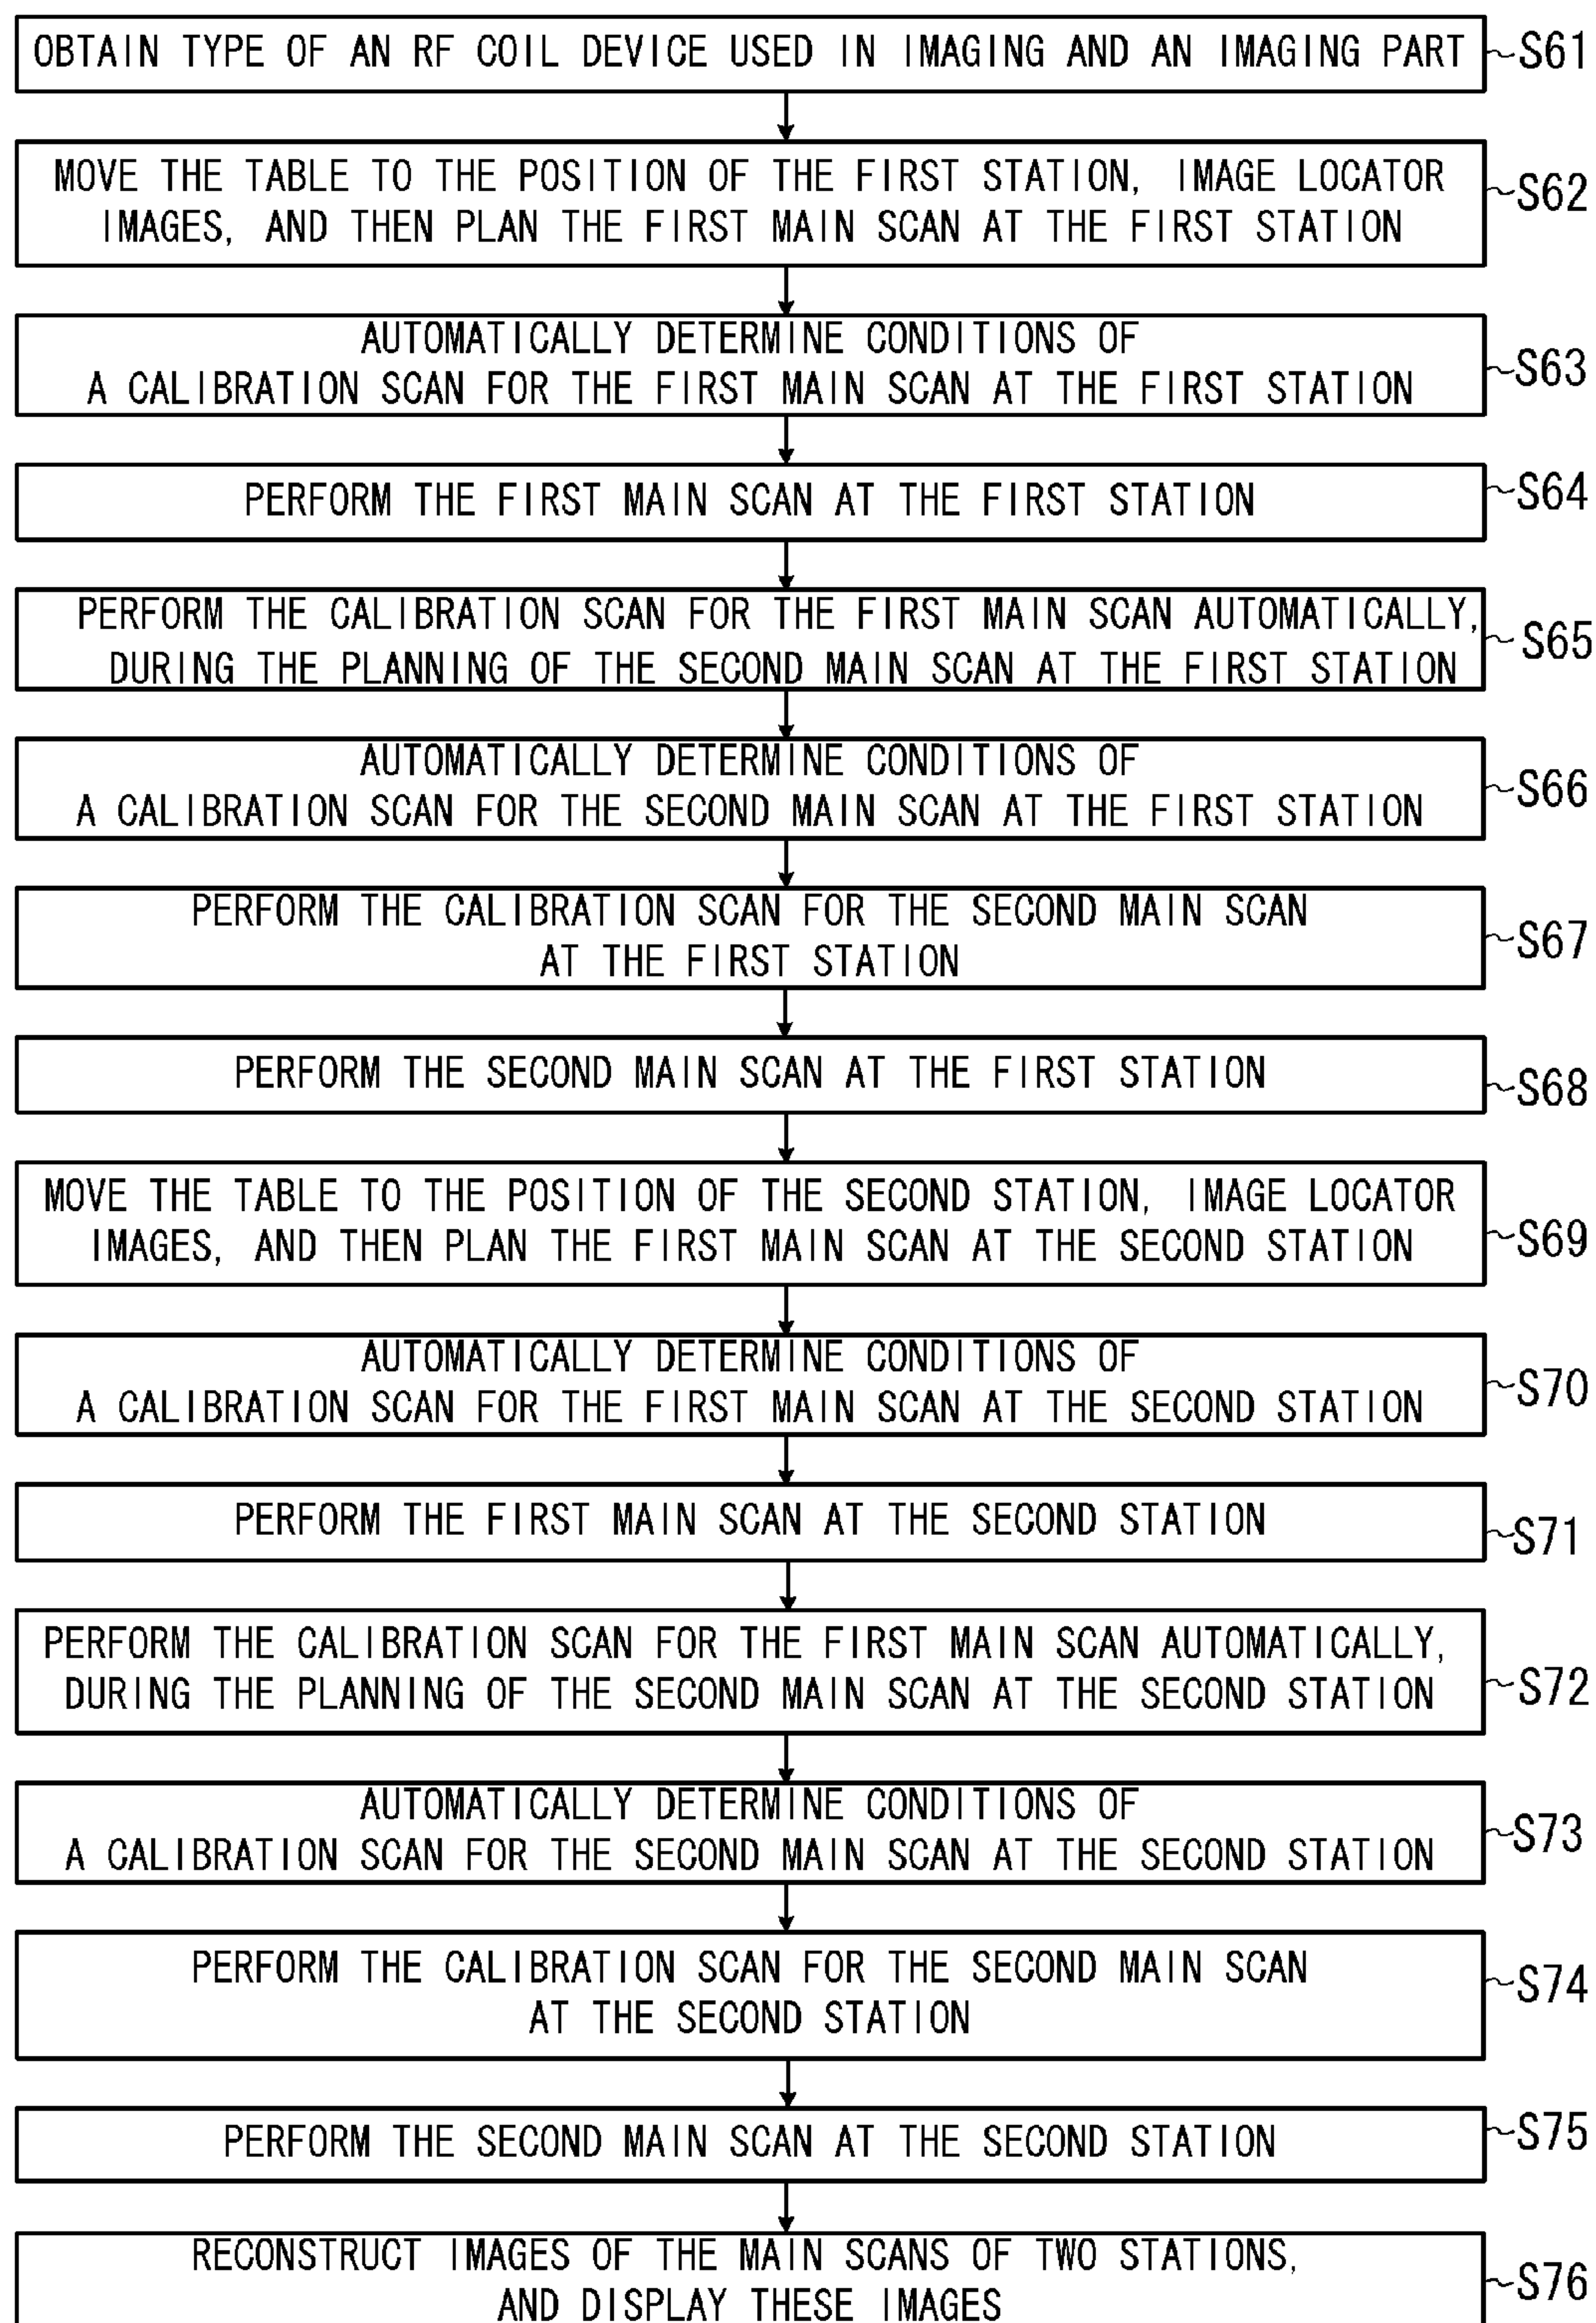 OBTAIN TYPE OF AN RF COIL DEVICE USED IN IMAGING AND AN IMAGING PART
S61
MOVE THE TABLE TO THE POSITION OF THE FIRST STATION, IMAGE LOCATOR
IMAGES, AND THEN PLAN THE FIRST MAIN SCAN AT THE FIRST STATION
S62
AUTOMATICALLY DETERMINE CONDITIONS OF
A CALIBRATION SCAN FOR THE FIRST MAIN SCAN AT THE FIRST STATION
S63
PERFORM THE FIRST MAIN SCAN AT THE FIRST STATION
S64
PERFORM THE CALIBRATION SCAN FOR THE FIRST MAIN SCAN AUTOMATICALLY,
DURING THE PLANNING OF THE SECOND MAIN SCAN AT THE FIRST STATION
S65
AUTOMATICALLY DETERMINE CONDITIONS OF
A CALIBRATION SCAN FOR THE SECOND MAIN SCAN AT THE FIRST STATION
S66
PERFORM THE CALIBRATION SCAN FOR THE SECOND MAIN SCAN
AT THE FIRST STATION
S67
PERFORM THE SECOND MAIN SCAN AT THE FIRST STATION
S68
MOVE THE TABLE TO THE POSITION OF THE SECOND STATION, IMAGE LOCATOR
IMAGES, AND THEN PLAN THE FIRST MAIN SCAN AT THE SECOND STATION
S69
AUTOMATICALLY DETERMINE CONDITIONS OF
A CALIBRATION SCAN FOR THE FIRST MAIN SCAN AT THE SECOND STATION
S70
PERFORM THE FIRST MAIN SCAN AT THE SECOND STATION
S71
PERFORM THE CALIBRATION SCAN FOR THE FIRST MAIN SCAN AUTOMATICALLY,
DURING THE PLANNING OF THE SECOND MAIN SCAN AT THE SECOND STATION
S72
AUTOMATICALLY DETERMINE CONDITIONS OF
A CALIBRATION SCAN FOR THE SECOND MAIN SCAN AT THE SECOND STATION
S73
PERFORM THE CALIBRATION SCAN FOR THE SECOND MAIN SCAN
AT THE SECOND STATION
S74
PERFORM THE SECOND MAIN SCAN AT THE SECOND STATION
S75
RECONSTRUCT IMAGES OF THE MAIN SCANS OF TWO STATIONS,
AND DISPLAY THESE IMAGES
S76